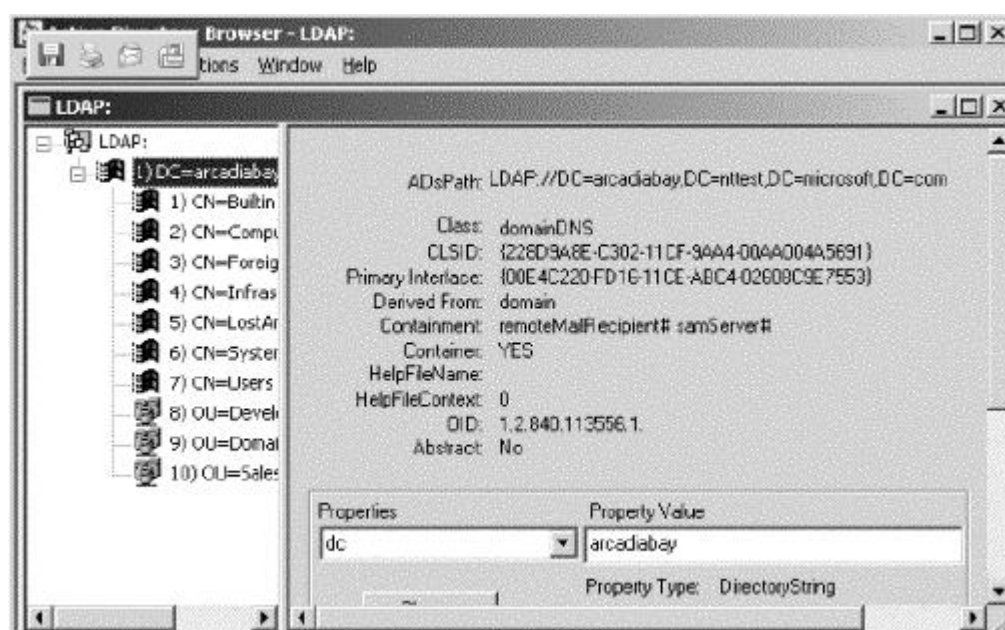 Browser - LDAP:
tions Window Help
LDAP:
LDAP:
1) DC=arcadiabay
1) CN=Builtin
2) CN=Compu
3) CN=Foreig
4) CN=Infras
5) CN=LostAr
6) CN=System
7) CN=Users
8) OU=Develo
9) OU=Domai
10) OU=Sales
ADsPath: LDAP://DC=arcadiabay,DC=nttest,DC=microsoft,DC=com
Class: domainDNS
CLSID: {228D9A8E-C302-11CF-9AA4-00AA004A5691}
Primary Interface: {00E4C220-FD16-11CE-ABC4-02608C9E7553}
Derived From: domain
Containment: remoteMailRecipient# samServer#
Container: YES
HelpFileName:
HelpFileContext: 0
OID: 1.2.840.113556.1.
Abstract: No
Properties
Property Value
dc
arcadiabay
Property Type: DirectoryString